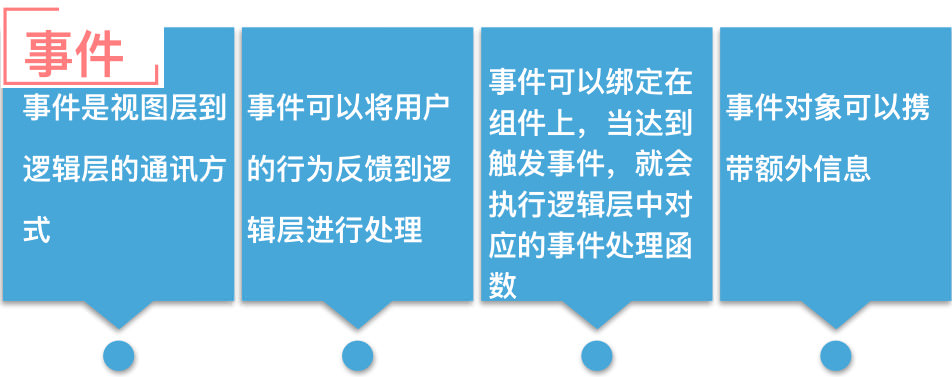 事件
事件是视图层到
逻辑层的通讯方
式
事件可以将用户
的行为反馈到逻
辑层进行处理
事件可以绑定在
组件上，当达到
触发事件，就会
执行逻辑层中对
应的事件处理函
数
事件对象可以携
带额外信息